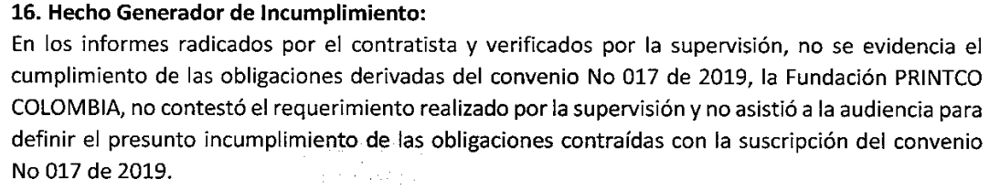 16. Hecho Generador de Incumplimiento:
En los informes radicados por el contratista y verificados por la supervisión, no se evidencia el
cumplimiento de las obligaciones derivadas del convenio No 017 de 2019, la Fundación PRINTCO
COLOMBIA, no contestó el requerimiento realizado por la supervisión y no asistió a la audiencia para
definir el presunto incumplimiento de las obligaciones contraídas con la suscripción del convenio
No 017 de 2019.